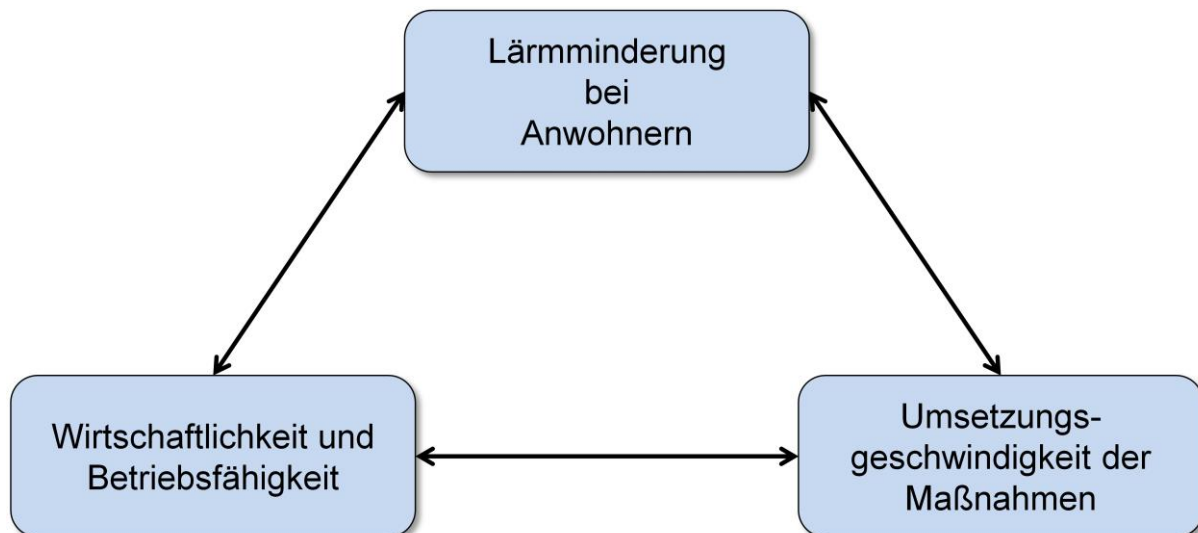 Lärmminderung
bei
Anwohnern
Wirtschaftlichkeit und
Betriebsfähigkeit
Umsetzungs-
geschwindigkeit der
Maßnahmen